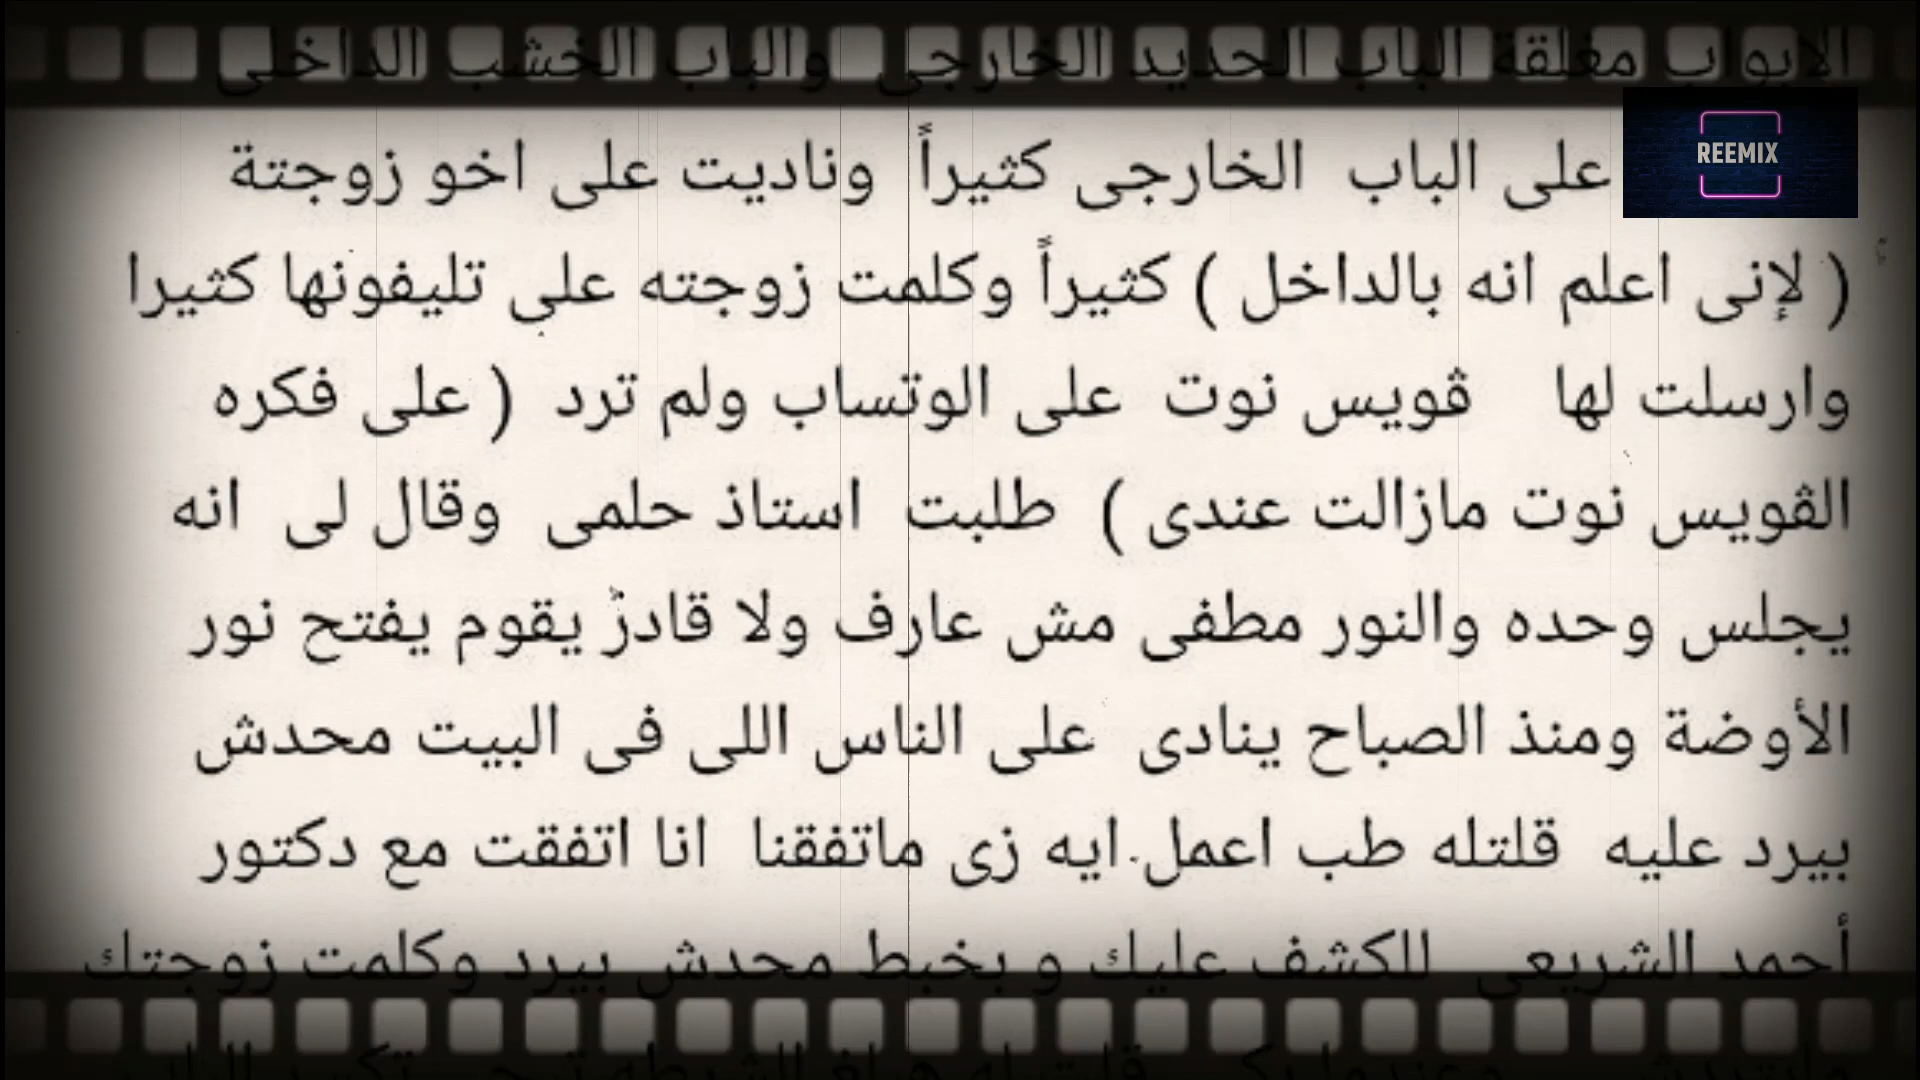 الابواب مغلقة الباب الحديد الخارجى والباب الخشب الداخلى
على الباب الخارجى كثيراً وناديت على اخو زوجتة
REEMIX
( لإنى اعلم انه بالداخل ) كثيراً وكلمت زوجته على تليفونها كثيرا
وارسلت لها ڤويس نوت على الوتساب ولم ترد ( على فكره
الڤويس نوت مازالت عندى ) طلبت استاذ حلمى وقال لى انه
يجلس وحده والنور مطفى مش عارف ولا قادر يقوم يفتح نور
الأوضة ومنذ الصباح ينادى على الناس اللى فى البيت محدش
بيرد عليه قلتله طب اعمل ايه زى ماتفقنا انا اتفقت مع دكتور
أحمد الشريعى للكشف عليك و بخبط محدش بيرد وكلمت زوجتك